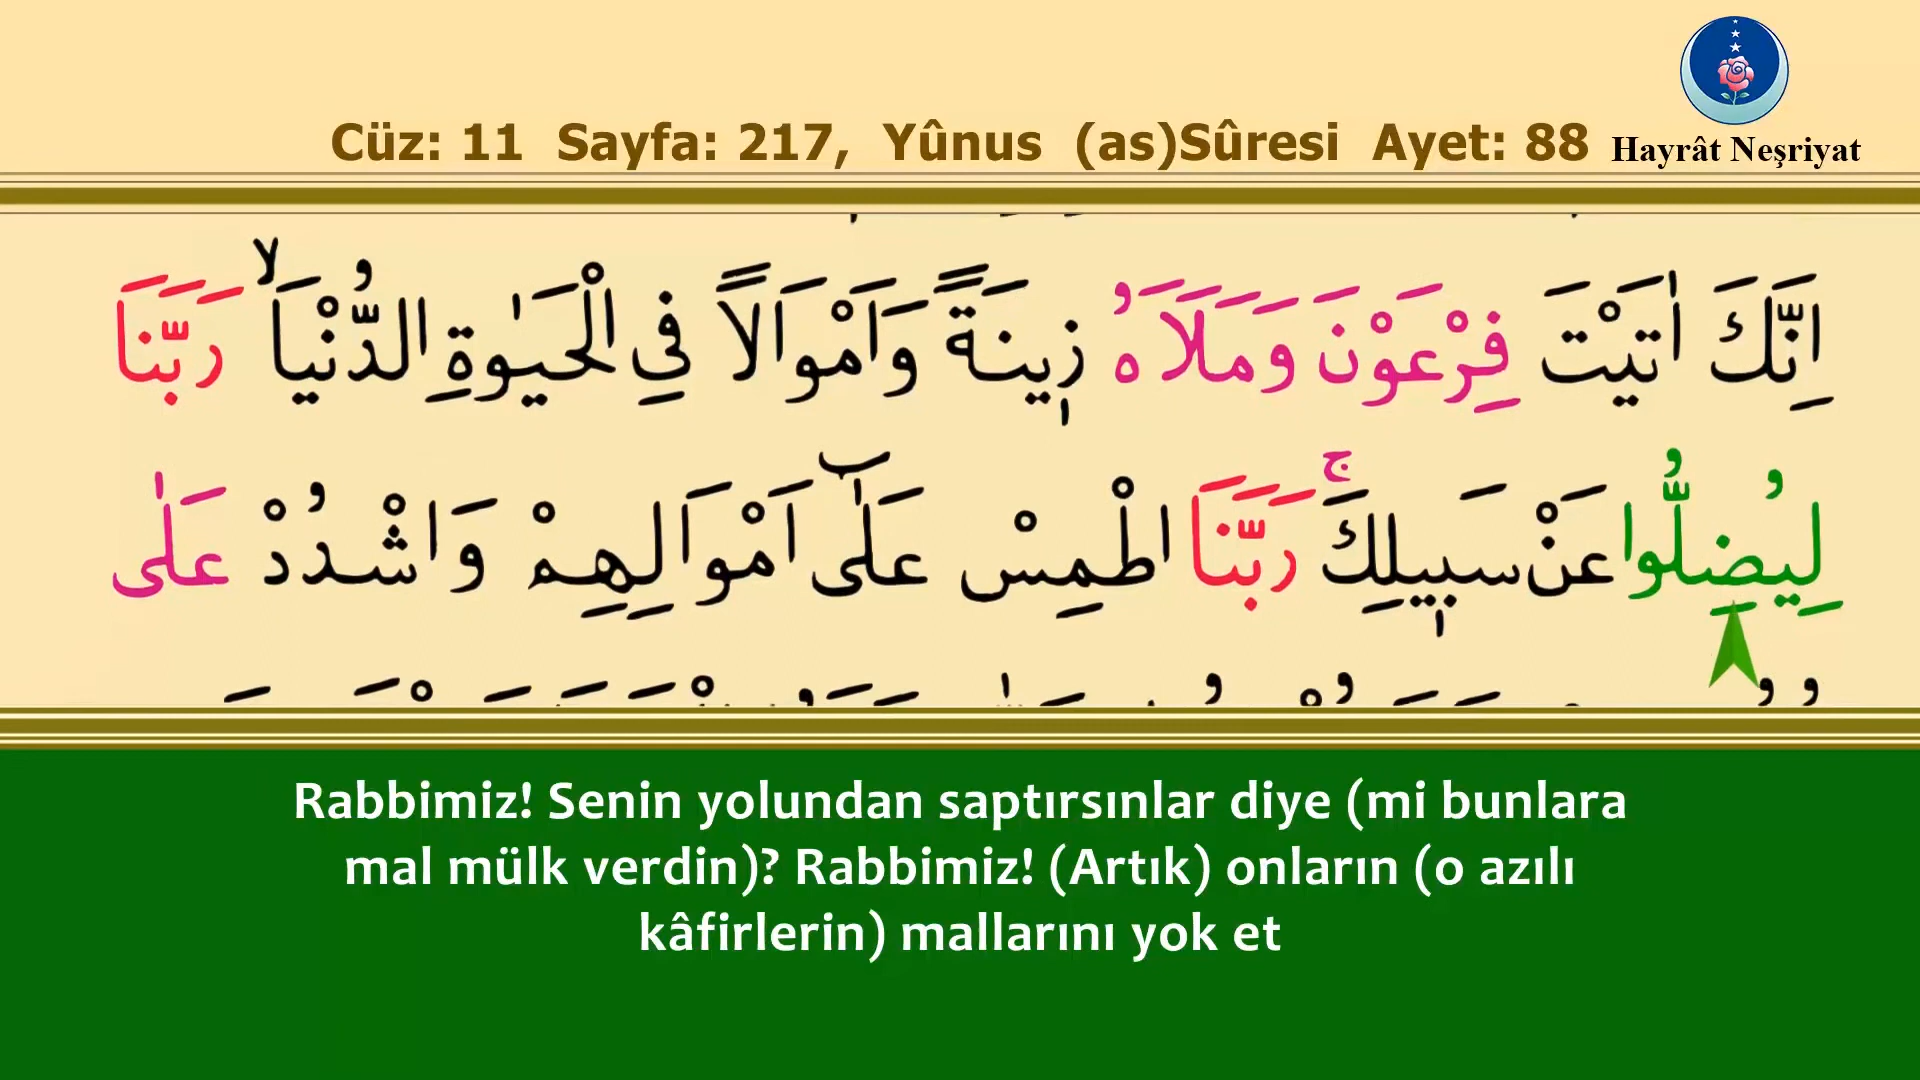 Cüz: 11 Sayfa: 217, Yûnus (as)Sûresi Ayet: 88
Hayrât Neşriyat
اِنَّكَ اٰتَيْتَ فِرْعَوْنَ وَمَلَاَهُ زٖينَةً وَاَمْوَالًا فِي الْحَيٰوةِ الدُّنْيَاۙ رَبَّنَا
لِيُضِلُّوا عَنْ سَبٖيلِكَۚ رَبَّنَا اطْمِسْ عَلٰٓى اَمْوَالِهِمْ وَاشْدُدْ عَلٰى
Rabbimiz! Senin yolundan saptırsınlar diye (mi bunlara
mal mülk verdin)? Rabbimiz! (Artık) onların (o azılı
kâfirlerin) mallarını yok et